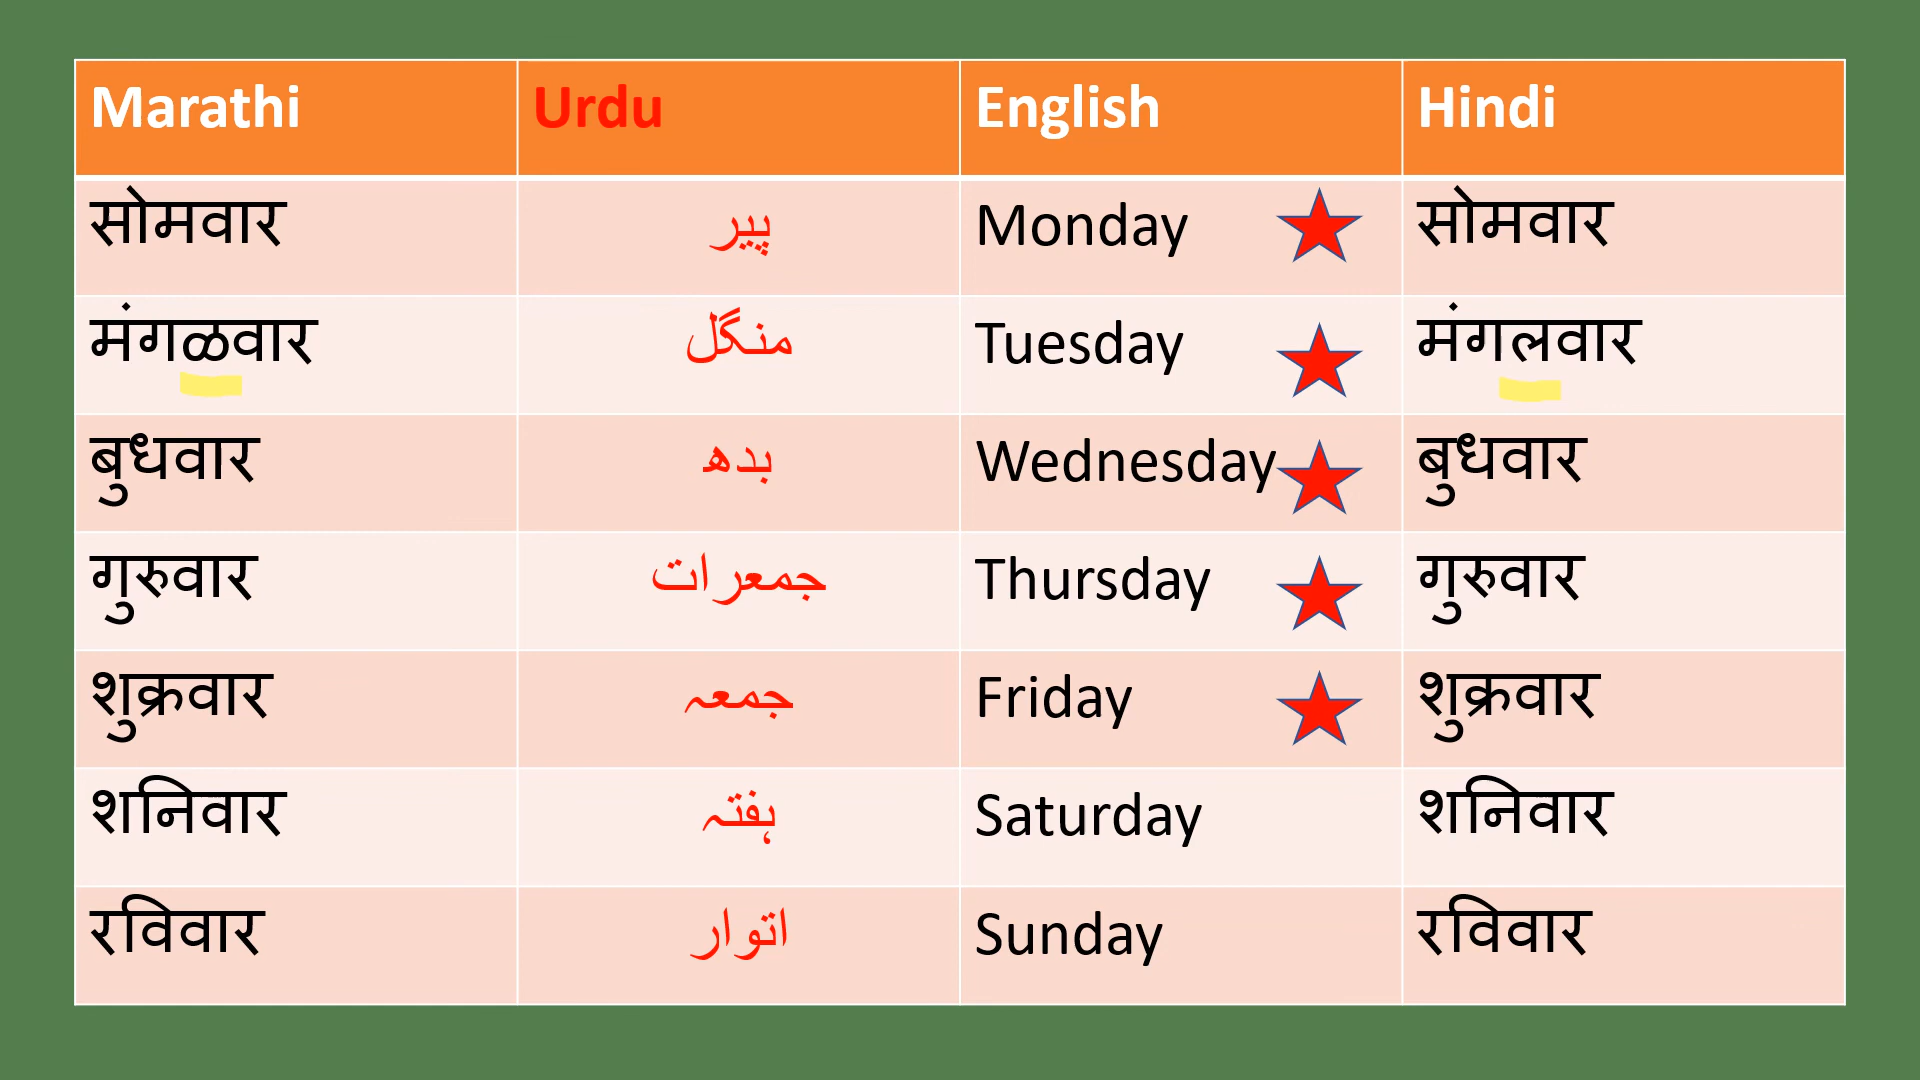 Marathi Urdu English Hindi
सोमवार پیر Monday सोमवार
मंगळवार منگل Tuesday मंगलवार
बुधवार بدھ Wednesday बुधवार
गुरुवार جمعرات Thursday गुरुवार
शुक्रवार جمعہ Friday शुक्रवार
शनिवार ہفتہ Saturday शनिवार
रविवार اتوار Sunday रविवार